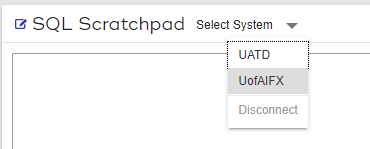 SQL Scratchpad Select System
UATD
UofAIFX
Disconnect